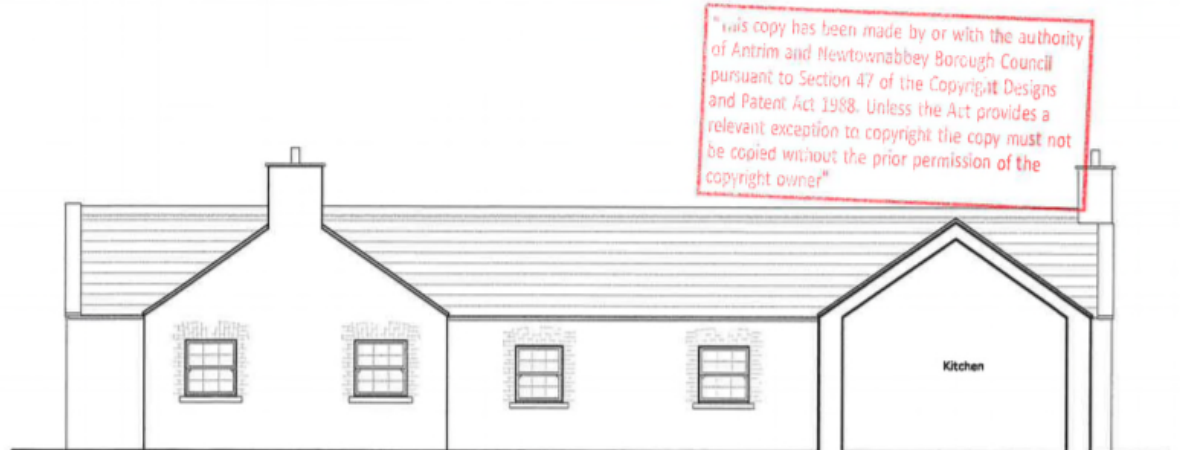 "This copy has been made by or with the authority
of Antrim and Newtownabbey Borough Council
pursuant to Section 47 of the Copyright Designs
and Patent Act 1988. Unless the Act provides a
relevant exception to copyright the copy must not
be copied without the prior permission of the
copyright owner"
Kitchen